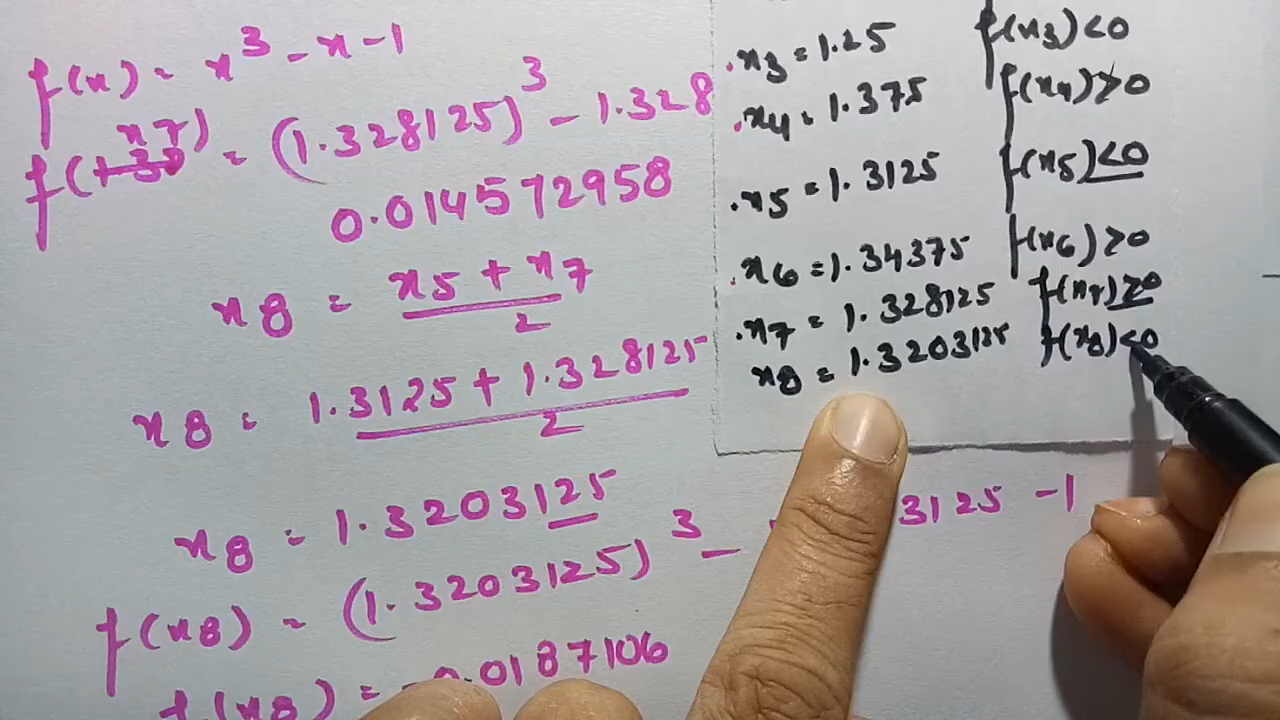 f(x) = x^3 - x - 1
f(x7) = (1.328125)^3 - 1.328
0.014572958
x8 = x5 + x7 / 2
x8 = 1.3125 + 1.328125 / 2
x8 = 1.3203125
f(x8) = (1.3203125)^3 - 3125 - 1
f(x8) = -0.0187106
x3 = 1.25 f(x3) < 0
x4 = 1.375 f(x4) > 0
x5 = 1.3125 f(x5) < 0
x6 = 1.34375 f(x6) > 0
x7 = 1.328125 f(x7) > 0
x8 = 1.3203125 f(x8) < 0